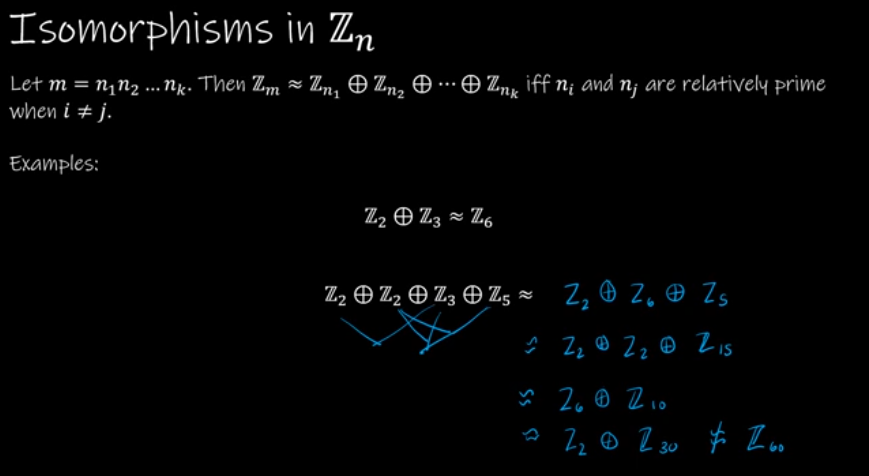 Isomorphisms in ℤₙ
Let m = n₁n₂ … nₖ. Then ℤₘ ≈ ℤₙ₁ ⊕ ℤₙ₂ ⊕ ⋯ ⊕ ℤₙₖ iff nᵢ and nⱼ are relatively prime
when i ≠ j.
Examples:
ℤ₂ ⊕ ℤ₃ ≈ ℤ₆
ℤ₂ ⊕ ℤ₂ ⊕ ℤ₃ ⊕ ℤ₅ ≈ Z₂ ⊕ Z₆ ⊕ Z₅
≈ Z₂ ⊕ Z₂ ⊕ ℤ₁₅
≈ Z₆ ⊕ ℤ₁₀
≈ Z₂ ⊕ ℤ₃₀ ≉ ℤ₆₀